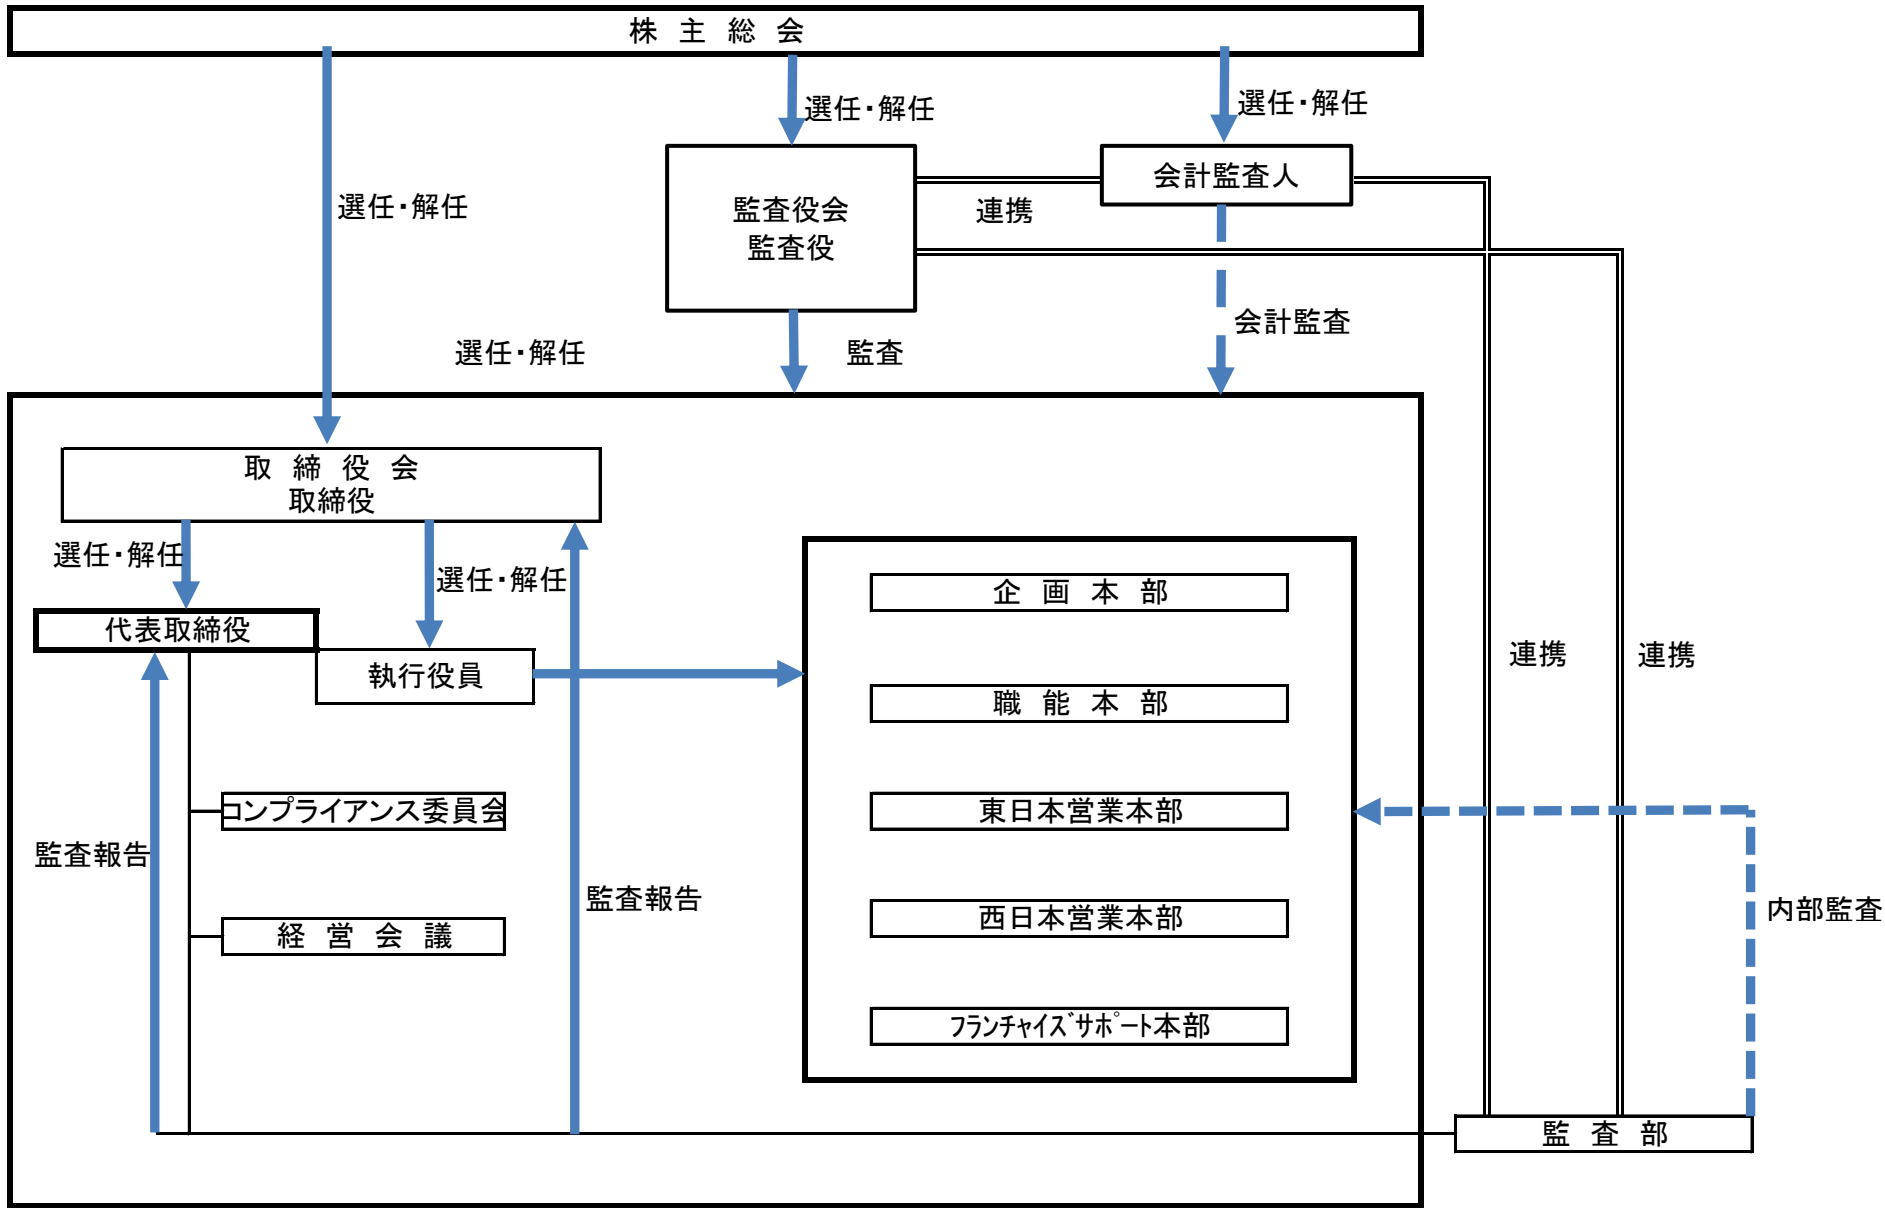 株 主 総 会
選任・解任
選任・解任
選任・解任
会計監査人
監査役会
監査役
連携
会計監査
選任・解任
監査
取 締 役 会
取締役
選任・解任
選任・解任
代表取締役
執行役員
企 画 本 部
職 能 本 部
東日本営業本部
西日本営業本部
フランチャイズサポート本部
コンプライアンス委員会
経 営 会 議
監査報告
監査報告
連携
連携
内部監査
監 査 部